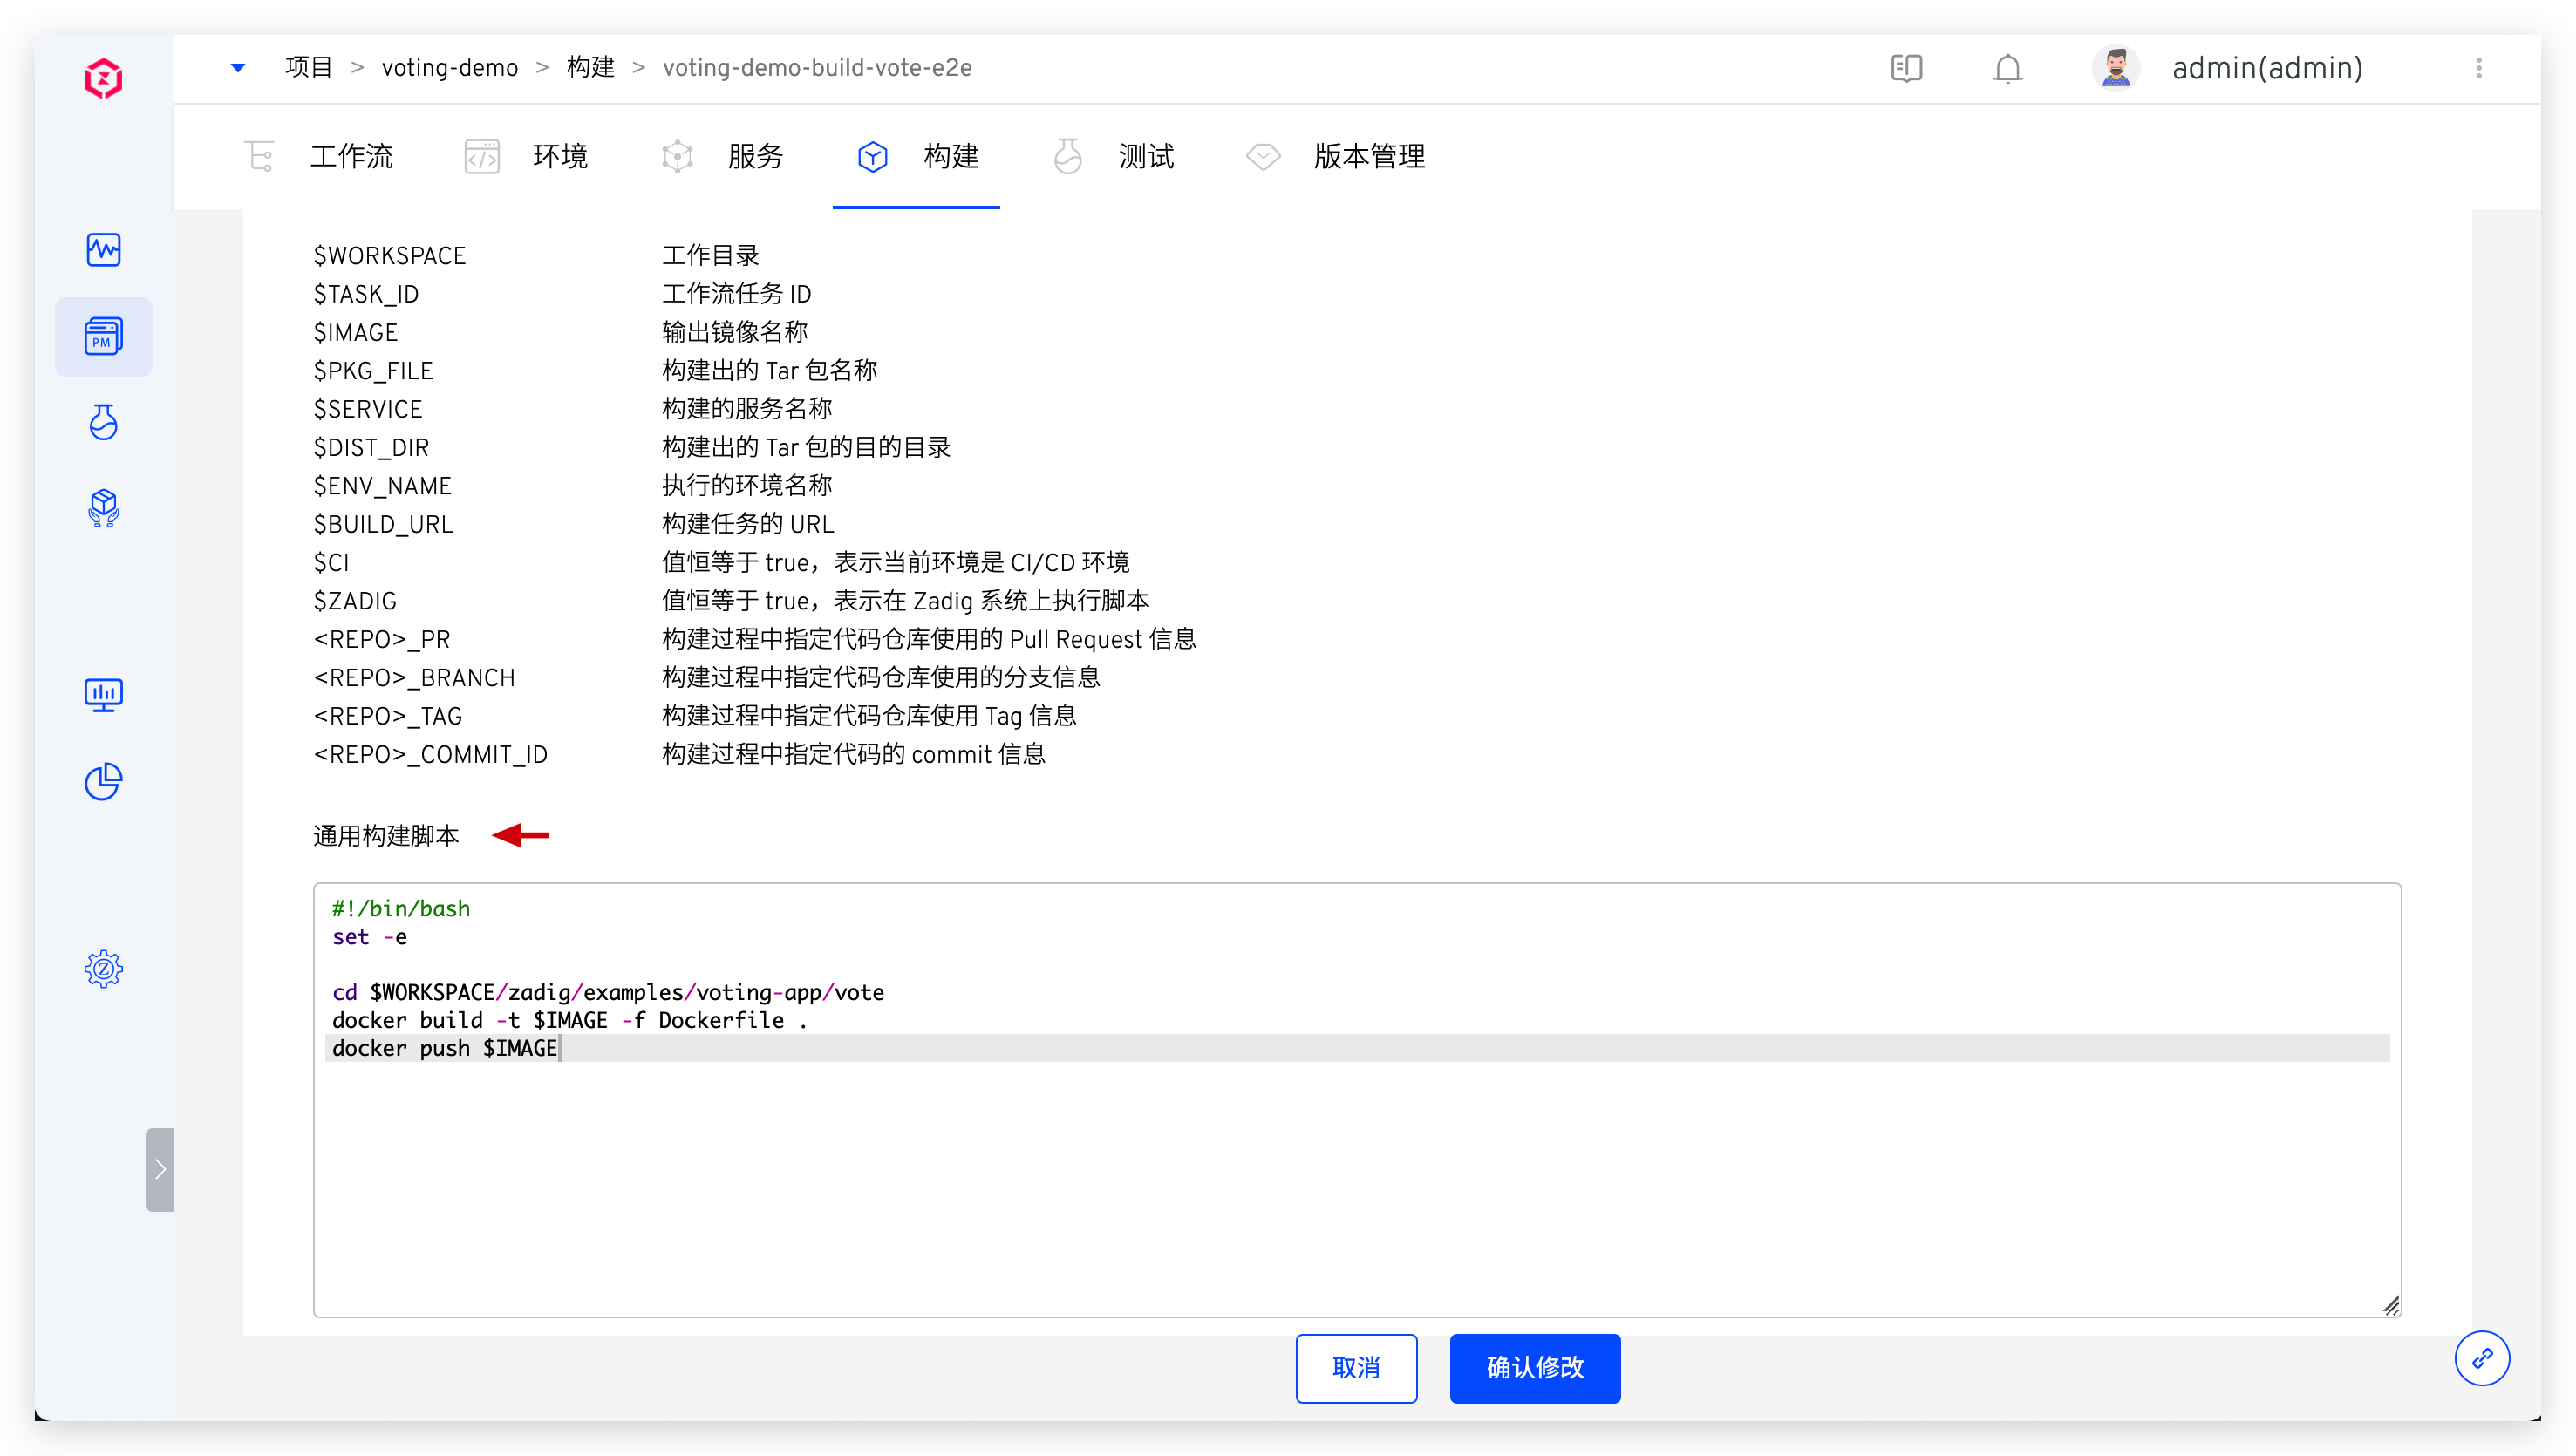 项目 > voting-demo > 构建 > voting-demo-build-vote-e2e
admin(admin)
工作流 环境 服务 构建 测试 版本管理
PM
$WORKSPACE 工作目录
$TASK_ID 工作流任务 ID
$IMAGE 输出镜像名称
$PKG_FILE 构建出的 Tar 包名称
$SERVICE 构建的服务名称
$DIST_DIR 构建出的 Tar 包的目的目录
$ENV_NAME 执行的环境名称
$BUILD_URL 构建任务的 URL
$CI 值恒等于 true，表示当前环境是 CI/CD 环境
$ZADIG 值恒等于 true，表示在 Zadig 系统上执行脚本
<REPO>_PR 构建过程中指定代码仓库使用的 Pull Request 信息
<REPO>_BRANCH 构建过程中指定代码仓库使用的分支信息
<REPO>_TAG 构建过程中指定代码仓库使用 Tag 信息
<REPO>_COMMIT_ID 构建过程中指定代码的 commit 信息
通用构建脚本
#!/bin/bash
set -e
cd $WORKSPACE/zadig/examples/voting-app/vote
docker build -t $IMAGE -f Dockerfile .
docker push $IMAGE
取消 确认修改